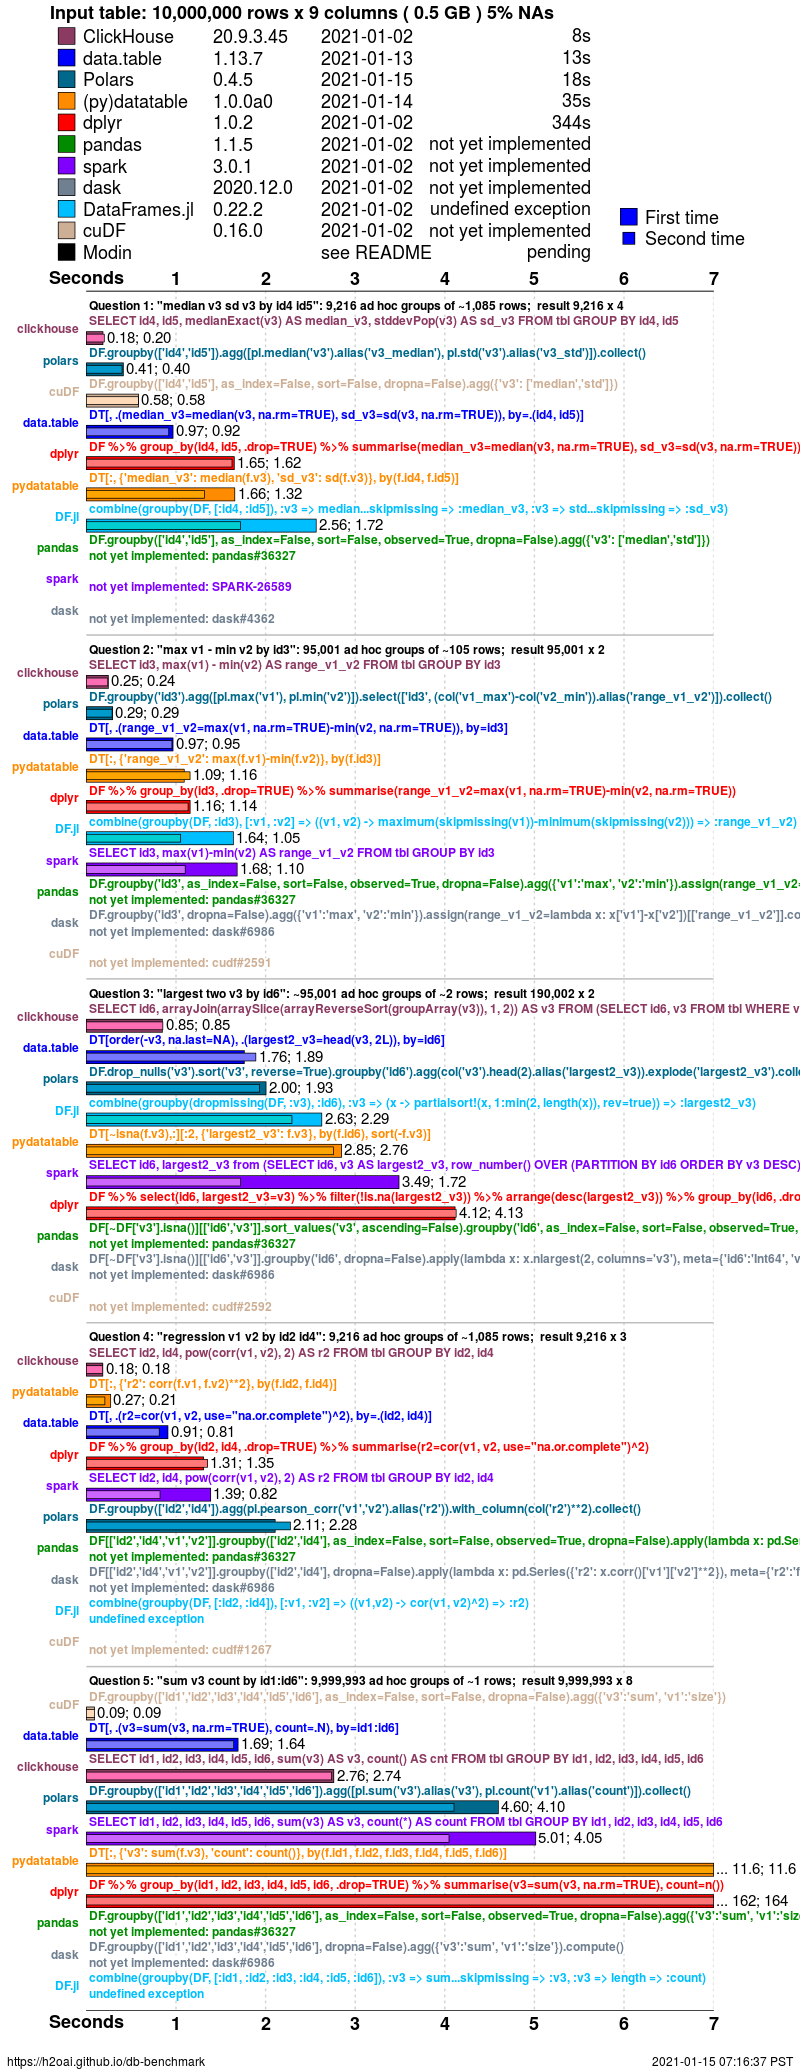 Input table: 10,000,000 rows x 9 columns ( 0.5 GB ) 5% NAs
ClickHouse 20.9.3.45 2021-01-02 8s
data.table 1.13.7 2021-01-13 13s
Polars 0.4.5 2021-01-15 18s
(py)datatable 1.0.0a0 2021-01-14 35s
dplyr 1.0.2 2021-01-02 344s
pandas 1.1.5 2021-01-02 not yet implemented
spark 3.0.1 2021-01-02 not yet implemented
dask 2020.12.0 2021-01-02 not yet implemented
DataFrames.jl 0.22.2 2021-01-02 undefined exception
cuDF 0.16.0 2021-01-02 not yet implemented
Modin see README pending
First time
Second time
Seconds 1 2 3 4 5 6 7
Question 1: "median v3 sd v3 by id4 id5": 9,216 ad hoc groups of ~1,085 rows;  result 9,216 x 4
SELECT id4, id5, medianExact(v3) AS median_v3, stddevPop(v3) AS sd_v3 FROM tbl GROUP BY id4, id5
clickhouse 0.18; 0.20
DF.groupby(['id4','id5']).agg([pl.median('v3').alias('v3_median'), pl.std('v3').alias('v3_std')]).collect()
polars 0.41; 0.40
DF.groupby(['id4','id5'], as_index=False, sort=False, dropna=False).agg({'v3': ['median','std']})
cuDF 0.58; 0.58
DT[, .(median_v3=median(v3, na.rm=TRUE), sd_v3=sd(v3, na.rm=TRUE)), by=.(id4, id5)]
data.table 0.97; 0.92
DF %>% group_by(id4, id5, .drop=TRUE) %>% summarise(median_v3=median(v3, na.rm=TRUE), sd_v3=sd(v3, na.rm=TRUE))
dplyr 1.65; 1.62
DT[:, {'median_v3': median(f.v3), 'sd_v3': sd(f.v3)}, by(f.id4, f.id5)]
pydatatable 1.66; 1.32
combine(groupby(DF, [:id4, :id5]), :v3 => median...skipmissing => :median_v3, :v3 => std...skipmissing => :sd_v3)
DF.jl 2.56; 1.72
DF.groupby(['id4','id5'], as_index=False, sort=False, observed=True, dropna=False).agg({'v3': ['median','std']})
pandas not yet implemented: pandas#36327
spark not yet implemented: SPARK-26589
dask not yet implemented: dask#4362
Question 2: "max v1 - min v2 by id3": 95,001 ad hoc groups of ~105 rows;  result 95,001 x 2
SELECT id3, max(v1) - min(v2) AS range_v1_v2 FROM tbl GROUP BY id3
clickhouse 0.25; 0.24
DF.groupby('id3').agg([pl.max('v1'), pl.min('v2')]).select(['id3', (col('v1_max')-col('v2_min')).alias('range_v1_v2')]).collect()
polars 0.29; 0.29
DT[, .(range_v1_v2=max(v1, na.rm=TRUE)-min(v2, na.rm=TRUE)), by=id3]
data.table 0.97; 0.95
DT[:, {'range_v1_v2': max(f.v1)-min(f.v2)}, by(f.id3)]
pydatatable 1.09; 1.16
DF %>% group_by(id3, .drop=TRUE) %>% summarise(range_v1_v2=max(v1, na.rm=TRUE)-min(v2, na.rm=TRUE))
dplyr 1.16; 1.14
combine(groupby(DF, :id3), [:v1, :v2] => ((v1, v2) -> maximum(skipmissing(v1))-minimum(skipmissing(v2))) => :range_v1_v2)
DF.jl 1.64; 1.05
SELECT id3, max(v1)-min(v2) AS range_v1_v2 FROM tbl GROUP BY id3
spark 1.68; 1.10
DF.groupby('id3', as_index=False, sort=False, observed=True, dropna=False).agg({'v1':'max', 'v2':'min'}).assign(range_v1_v2=
pandas not yet implemented: pandas#36327
DF.groupby('id3', dropna=False).agg({'v1':'max', 'v2':'min'}).assign(range_v1_v2=lambda x: x['v1']-x['v2'])[['range_v1_v2']].co
dask not yet implemented: dask#6986
cuDF not yet implemented: cudf#2591
Question 3: "largest two v3 by id6": ~95,001 ad hoc groups of ~2 rows;  result 190,002 x 2
SELECT id6, arrayJoin(arraySlice(arrayReverseSort(groupArray(v3)), 1, 2)) AS v3 FROM (SELECT id6, v3 FROM tbl WHERE v
clickhouse 0.85; 0.85
DT[order(-v3, na.last=NA), .(largest2_v3=head(v3, 2L)), by=id6]
data.table 1.76; 1.89
DF.drop_nulls('v3').sort('v3', reverse=True).groupby('id6').agg(col('v3').head(2).alias('largest2_v3')).explode('largest2_v3').colle
polars 2.00; 1.93
combine(groupby(dropmissing(DF, :v3), :id6), :v3 => (x -> partialsort!(x, 1:min(2, length(x)), rev=true)) => :largest2_v3)
DF.jl 2.63; 2.29
DT[~isna(f.v3),:][:2, {'largest2_v3': f.v3}, by(f.id6), sort(-f.v3)]
pydatatable 2.85; 2.76
SELECT id6, largest2_v3 from (SELECT id6, v3 AS largest2_v3, row_number() OVER (PARTITION BY id6 ORDER BY v3 DESC)
spark 3.49; 1.72
DF %>% select(id6, largest2_v3=v3) %>% filter(!is.na(largest2_v3)) %>% arrange(desc(largest2_v3)) %>% group_by(id6, .dro
dplyr 4.12; 4.13
DF[~DF['v3'].isna()][['id6','v3']].sort_values('v3', ascending=False).groupby('id6', as_index=False, sort=False, observed=True,
pandas not yet implemented: pandas#36327
DF[~DF['v3'].isna()][['id6','v3']].groupby('id6', dropna=False).apply(lambda x: x.nlargest(2, columns='v3'), meta={'id6':'Int64', 'v
dask not yet implemented: dask#6986
cuDF not yet implemented: cudf#2592
Question 4: "regression v1 v2 by id2 id4": 9,216 ad hoc groups of ~1,085 rows;  result 9,216 x 3
SELECT id2, id4, pow(corr(v1, v2), 2) AS r2 FROM tbl GROUP BY id2, id4
clickhouse 0.18; 0.18
DT[:, {'r2': corr(f.v1, f.v2)**2}, by(f.id2, f.id4)]
pydatatable 0.27; 0.21
DT[, .(r2=cor(v1, v2, use="na.or.complete")^2), by=.(id2, id4)]
data.table 0.91; 0.81
DF %>% group_by(id2, id4, .drop=TRUE) %>% summarise(r2=cor(v1, v2, use="na.or.complete")^2)
dplyr 1.31; 1.35
SELECT id2, id4, pow(corr(v1, v2), 2) AS r2 FROM tbl GROUP BY id2, id4
spark 1.39; 0.82
DF.groupby(['id2','id4']).agg(pl.pearson_corr('v1','v2').alias('r2')).with_column(col('r2')**2).collect()
polars 2.11; 2.28
DF[['id2','id4','v1','v2']].groupby(['id2','id4'], as_index=False, sort=False, observed=True, dropna=False).apply(lambda x: pd.Ser
pandas not yet implemented: pandas#36327
DF[['id2','id4','v1','v2']].groupby(['id2','id4'], dropna=False).apply(lambda x: pd.Series({'r2': x.corr()['v1']['v2']**2}), meta={'r2':'f
dask not yet implemented: dask#6986
combine(groupby(DF, [:id2, :id4]), [:v1, :v2] => ((v1,v2) -> cor(v1, v2)^2) => :r2)
DF.jl undefined exception
cuDF not yet implemented: cudf#1267
Question 5: "sum v3 count by id1:id6": 9,999,993 ad hoc groups of ~1 rows;  result 9,999,993 x 8
DF.groupby(['id1','id2','id3','id4','id5','id6'], as_index=False, sort=False, dropna=False).agg({'v3':'sum', 'v1':'size'})
cuDF 0.09; 0.09
DT[, .(v3=sum(v3, na.rm=TRUE), count=.N), by=id1:id6]
data.table 1.69; 1.64
SELECT id1, id2, id3, id4, id5, id6, sum(v3) AS v3, count() AS cnt FROM tbl GROUP BY id1, id2, id3, id4, id5, id6
clickhouse 2.76; 2.74
DF.groupby(['id1','id2','id3','id4','id5','id6']).agg([pl.sum('v3').alias('v3'), pl.count('v1').alias('count')]).collect()
polars 4.60; 4.10
SELECT id1, id2, id3, id4, id5, id6, sum(v3) AS v3, count(*) AS count FROM tbl GROUP BY id1, id2, id3, id4, id5, id6
spark 5.01; 4.05
DT[:, {'v3': sum(f.v3), 'count': count()}, by(f.id1, f.id2, f.id3, f.id4, f.id5, f.id6)]
pydatatable ... 11.6; 11.6
DF %>% group_by(id1, id2, id3, id4, id5, id6, .drop=TRUE) %>% summarise(v3=sum(v3, na.rm=TRUE), count=n())
dplyr ... 162; 164
DF.groupby(['id1','id2','id3','id4','id5','id6'], as_index=False, sort=False, observed=True, dropna=False).agg({'v3':'sum', 'v1':'size
pandas not yet implemented: pandas#36327
DF.groupby(['id1','id2','id3','id4','id5','id6'], dropna=False).agg({'v3':'sum', 'v1':'size'}).compute()
dask not yet implemented: dask#6986
combine(groupby(DF, [:id1, :id2, :id3, :id4, :id5, :id6]), :v3 => sum...skipmissing => :v3, :v3 => length => :count)
DF.jl undefined exception
Seconds 1 2 3 4 5 6 7
https://h2oai.github.io/db-benchmark 2021-01-15 07:16:37 PST